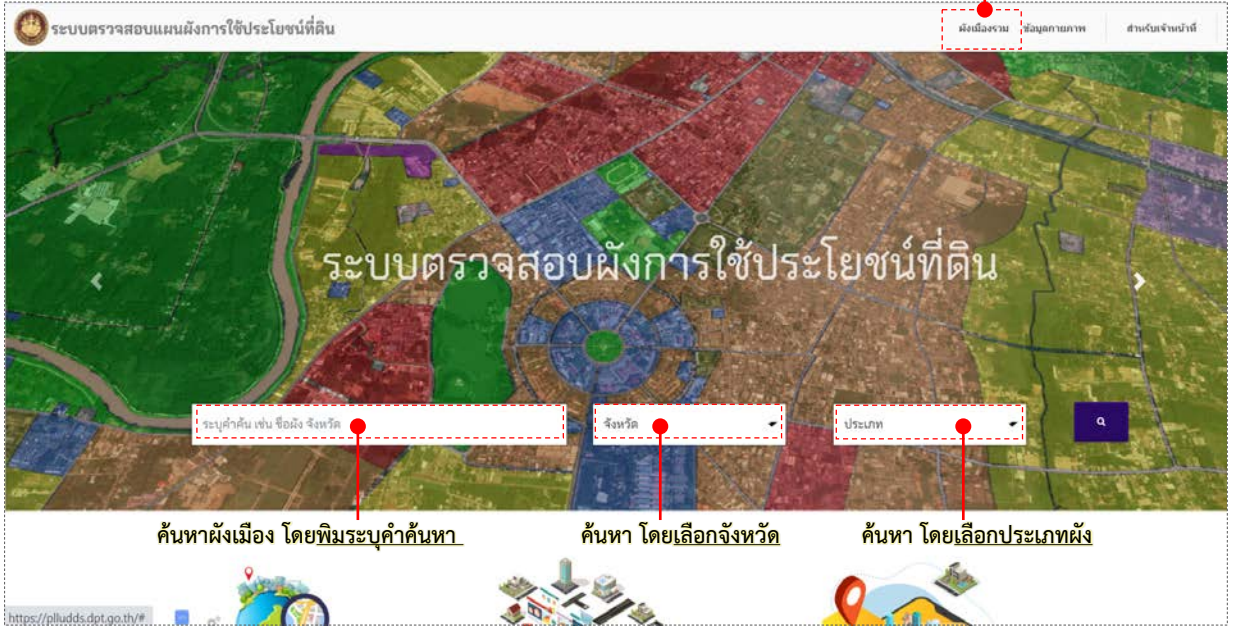 ระบบตรวจสอบแผนผังการใช้ประโยชน์ที่ดิน
ผังเมืองรวม ข้อมูลกายภาพ สำหรับเจ้าหน้าที่
ระบบตรวจสอบผังการใช้ประโยชน์ที่ดิน
ระบุคำค้น เช่น ชื่อผัง จังหวัด จังหวัด ประเภท
ค้นหาผังเมือง โดยพิมระบุคำค้นหา ค้นหา โดยเลือกจังหวัด ค้นหา โดยเลือกประเภทผัง
https://plludds.dpt.go.th/#